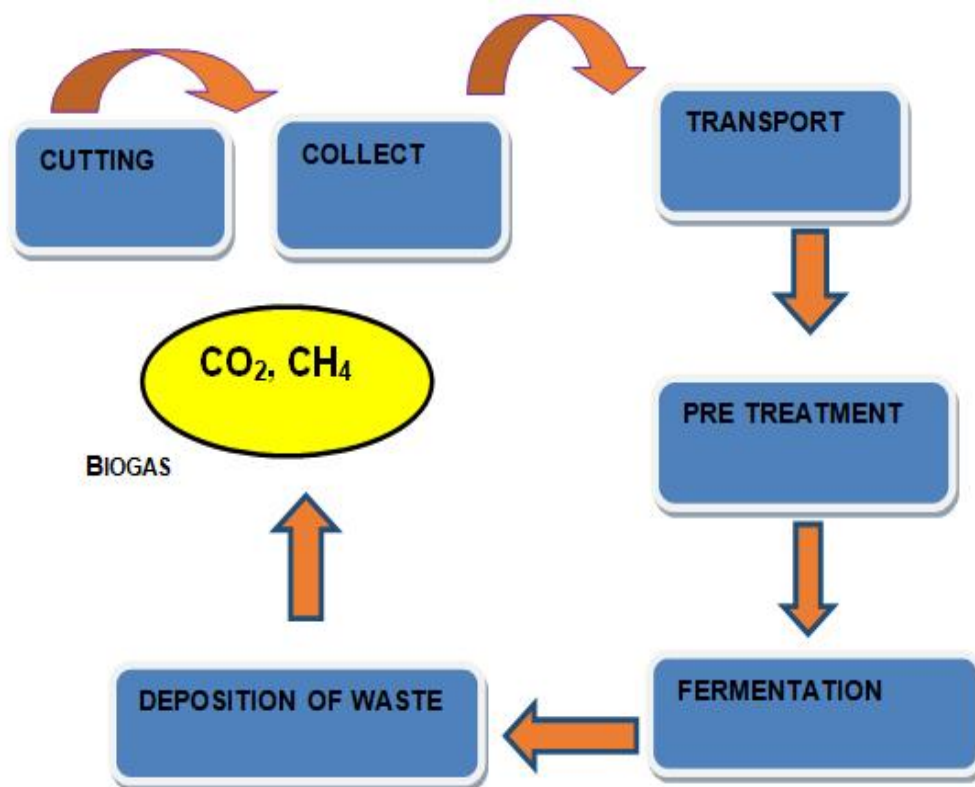 CUTTING
COLLECT
TRANSPORT
CO₂, CH₄
PRE TREATMENT
BIOGAS
DEPOSITION OF WASTE
FERMENTATION